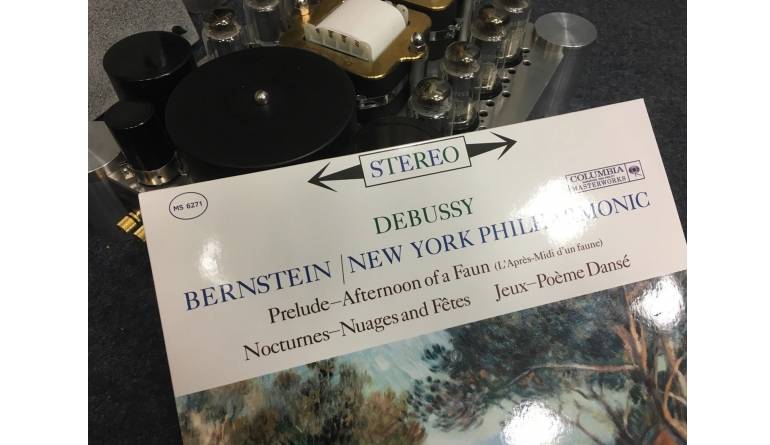 STEREO
MS 6271
COLUMBIA
MASTERWORKS
DEBUSSY
BERNSTEIN / NEW YORK PHILHARMONIC
Prelude–Afternoon of a Faun (L'Après-Midi d'un faune)
Nocturnes–Nuages and Fêtes Jeux–Poème Dansé